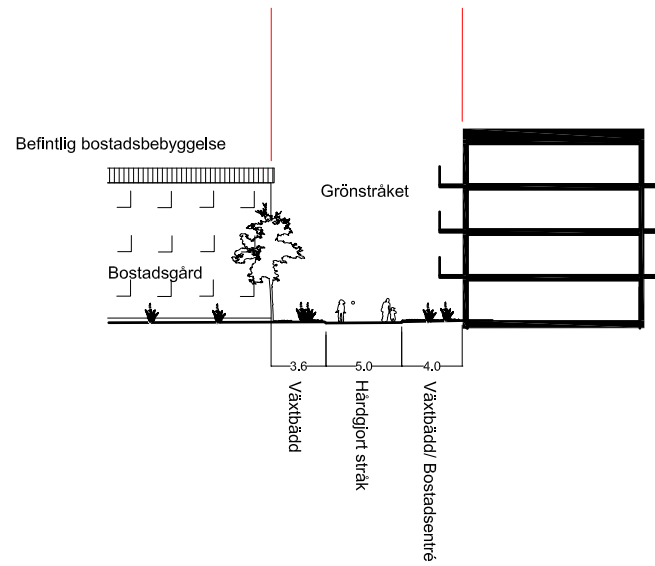 Befintlig bostadsbebyggelse
Grönstråket
Bostadsgård
3.6
5.0
4.0
Växtbädd
Hårdgjort stråk
Växtbädd/ Bostadsentré